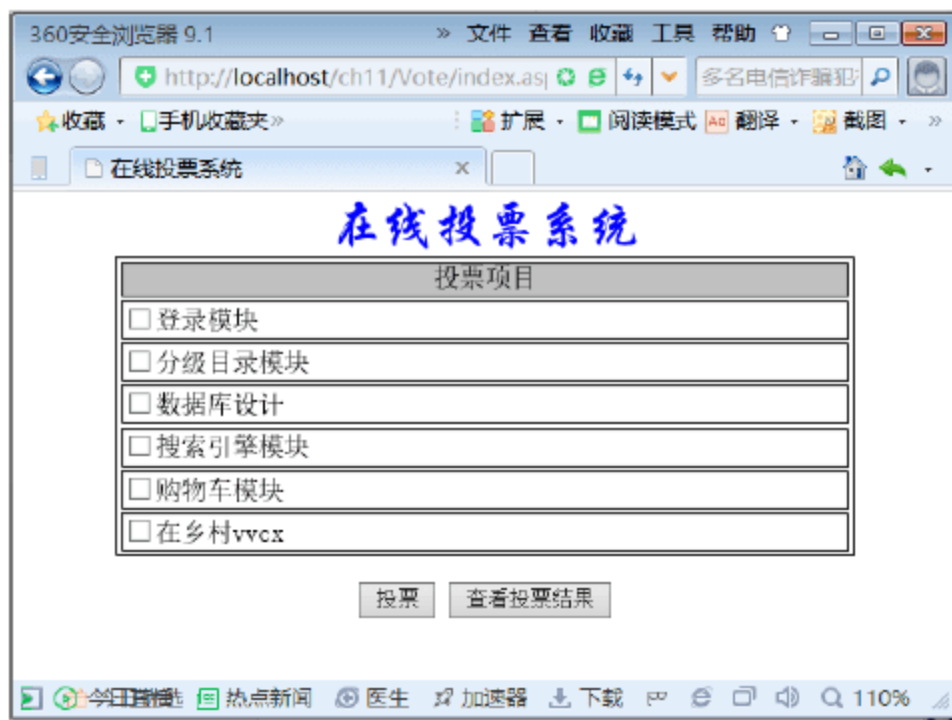 360安全浏览器 9.1 » 文件 查看 收藏 工具 帮助
http://localhost/ch11/Vote/index.as 多名电信诈骗犯
收藏 手机收藏夹» 扩展 阅读模式 翻译 截图 »
在线投票系统 ×
在线投票系统
投票项目
登录模块
分级目录模块
数据库设计
搜索引擎模块
购物车模块
在乡村vvcx
投票 查看投票结果
今日 热点新闻 医生 加速器 下载 110%